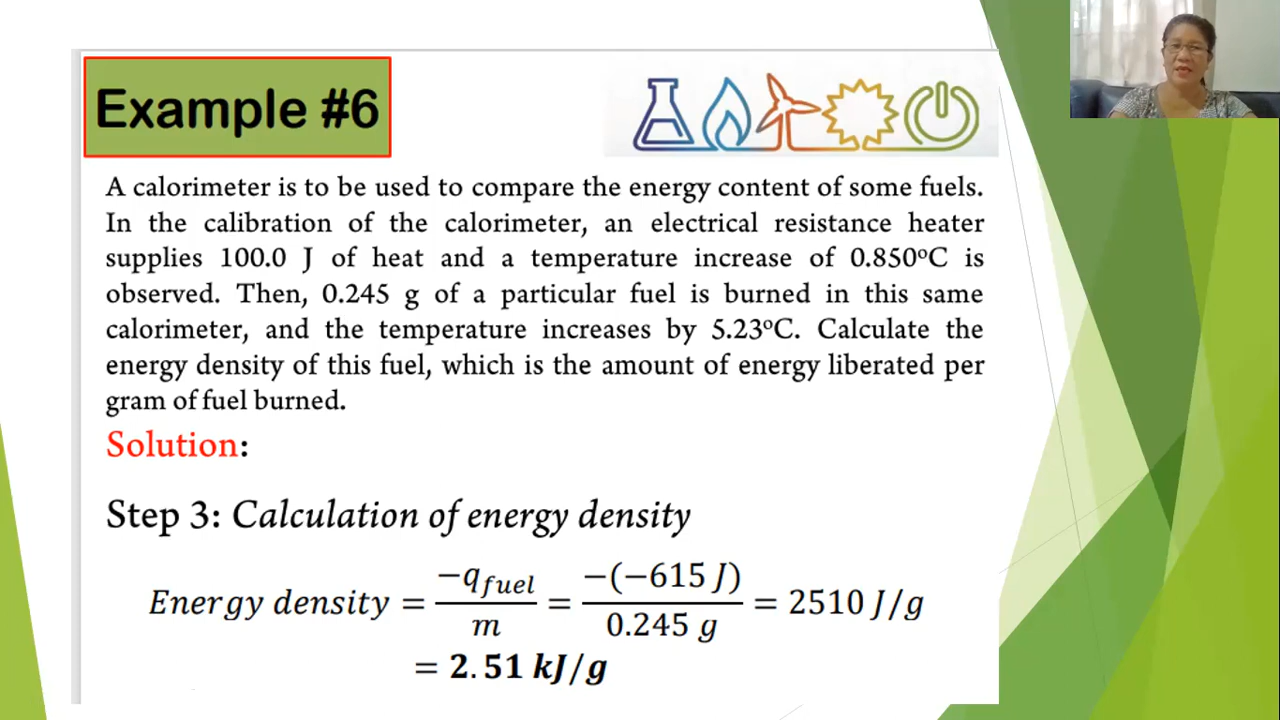 Example #6
A calorimeter is to be used to compare the energy content of some fuels.
In the calibration of the calorimeter, an electrical resistance heater
supplies 100.0 J of heat and a temperature increase of 0.850ºC is
observed. Then, 0.245 g of a particular fuel is burned in this same
calorimeter, and the temperature increases by 5.23ºC. Calculate the
energy density of this fuel, which is the amount of energy liberated per
gram of fuel burned.
Solution:
Step 3: Calculation of energy density
Energy density = −q_fuel / m = −(−615 J) / 0.245 g = 2510 J/g
= 2.51 kJ/g